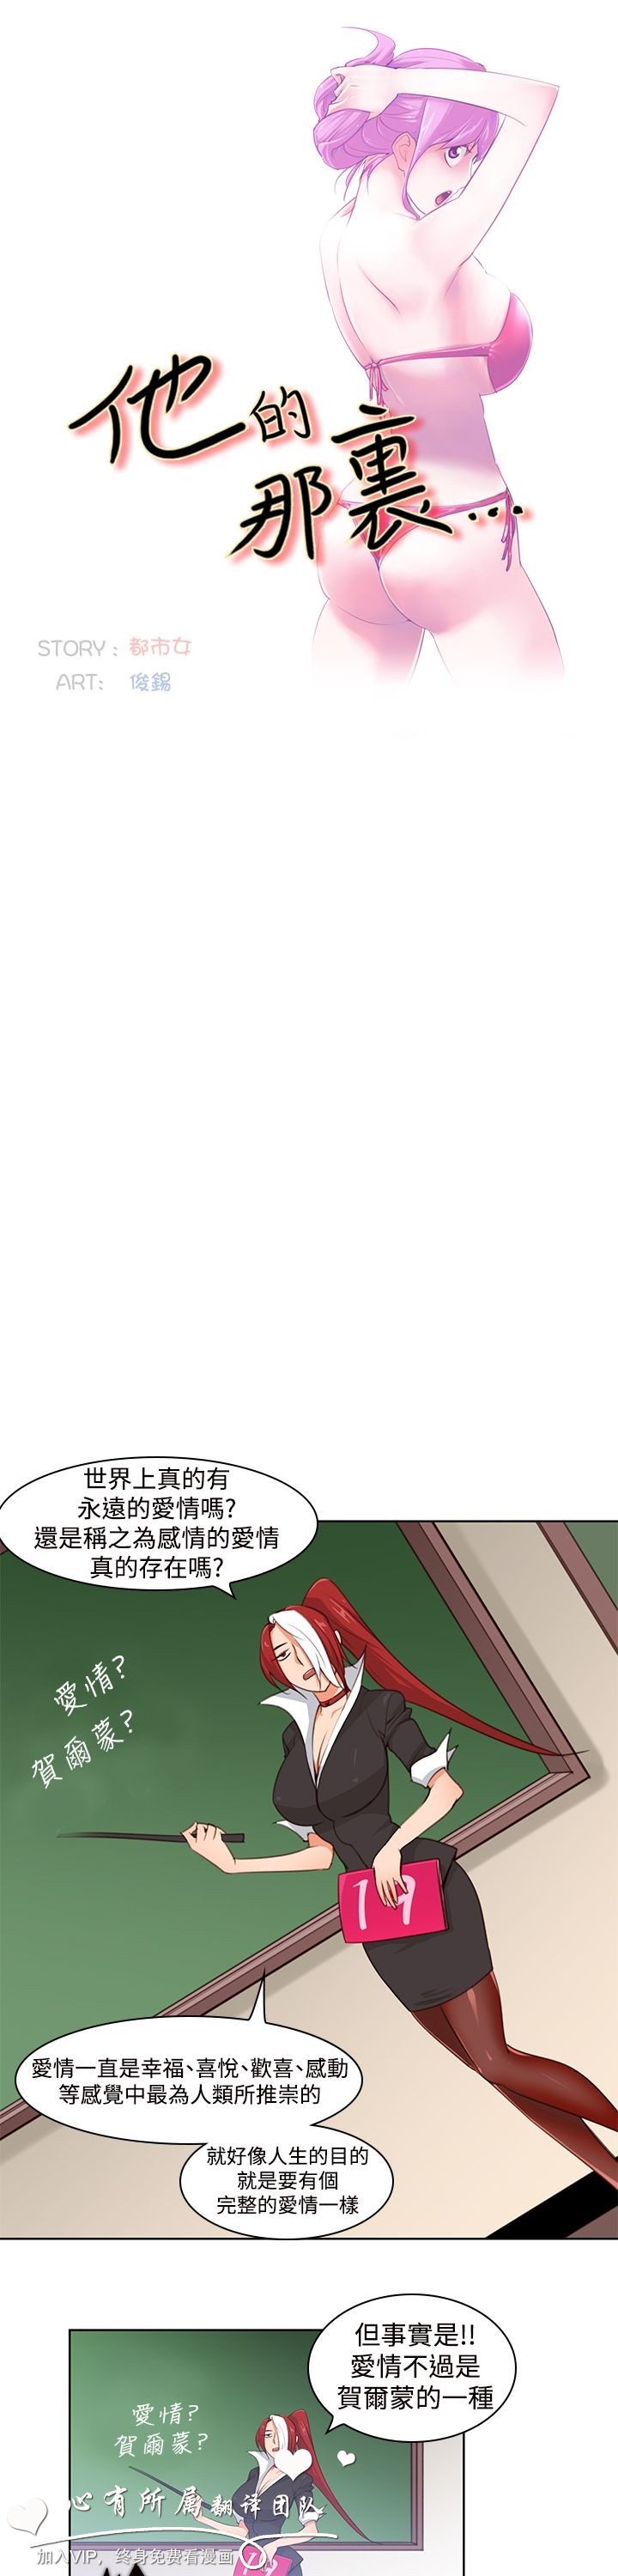 他的
那裏...
STORY : 都市女
ART: 俊錫
世界上真的有
永遠的愛情嗎?
還是稱之為感情的愛情
真的存在嗎?
愛情?
賀爾蒙?
19
愛情一直是幸福、喜悅、歡喜、感動
等感覺中最為人類所推崇的
就好像人生的目的
就是要有個
完整的愛情一樣
但事實是!!
愛情不過是
賀爾蒙的一種
愛情?
賀爾蒙?
心有所属翻译团队
加入VIP，终身免费看漫画